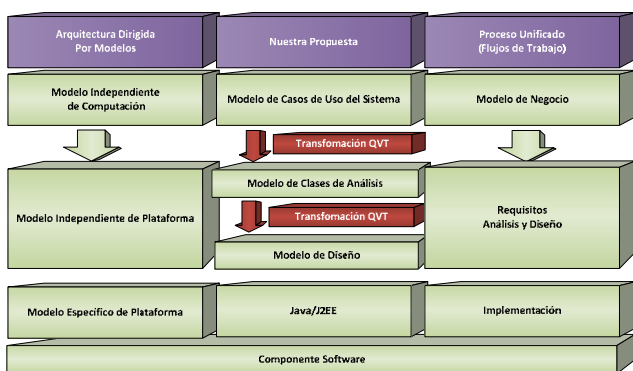 Arquitectura Dirigida
Por Modelos
Nuestra Propuesta
Proceso Unificado
(Flujos de Trabajo)
Modelo Independiente
de Computación
Modelo de Casos de Uso del Sistema
Modelo de Negocio
Transfomación QVT
Modelo de Clases de Análisis
Modelo Independiente de Plataforma
Transfomación QVT
Requisitos
Análisis y Diseño
Modelo de Diseño
Modelo Específico de Plataforma
Java/J2EE
Implementación
Componente Software